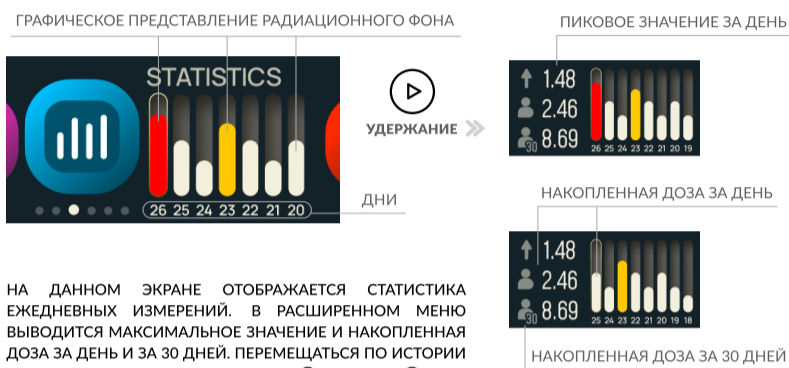 ГРАФИЧЕСКОЕ ПРЕДСТАВЛЕНИЕ РАДИАЦИОННОГО ФОНА
STATISTICS
26 25 24 23 22 21 20
ДНИ
УДЕРЖАНИЕ
ПИКОВОЕ ЗНАЧЕНИЕ ЗА ДЕНЬ
1.48
2.46
30 8.69
26 25 24 23 22 21 20 19
НАКОПЛЕННАЯ ДОЗА ЗА ДЕНЬ
1.48
2.46
30 8.69
25 24 23 22 21 20 19 18
НАКОПЛЕННАЯ ДОЗА ЗА 30 ДНЕЙ
НА ДАННОМ ЭКРАНЕ ОТОБРАЖАЕТСЯ СТАТИСТИКА
ЕЖЕДНЕВНЫХ ИЗМЕРЕНИЙ. В РАСШИРЕННОМ МЕНЮ
ВЫВОДИТСЯ МАКСИМАЛЬНОЕ ЗНАЧЕНИЕ И НАКОПЛЕННАЯ
ДОЗА ЗА ДЕНЬ И ЗА 30 ДНЕЙ. ПЕРЕМЕЩАТЬСЯ ПО ИСТОРИИ